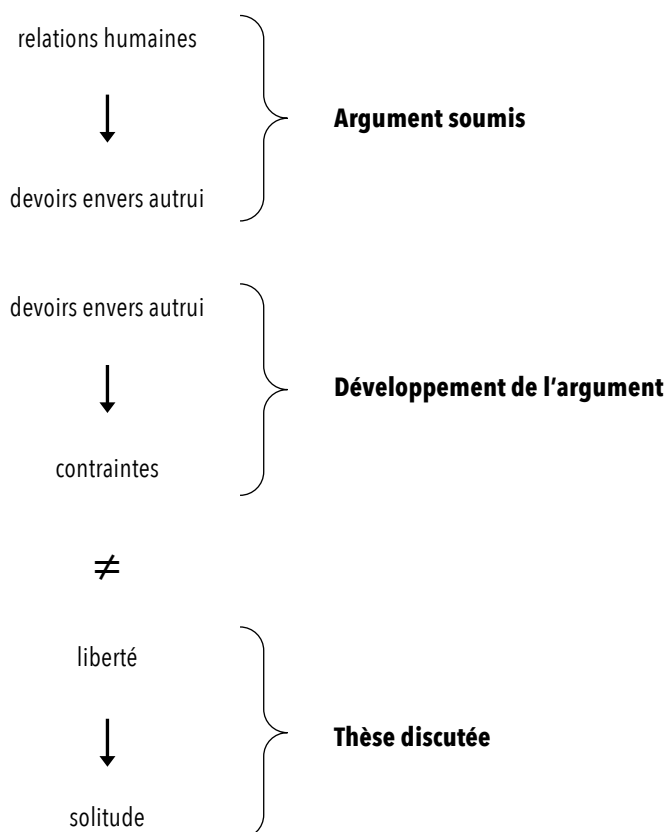 relations humaines
Argument soumis
devoirs envers autrui
devoirs envers autrui
Développement de l'argument
contraintes
≠
liberté
Thèse discutée
solitude